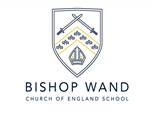 BISHOP WAND
CHURCH OF ENGLAND SCHOOL